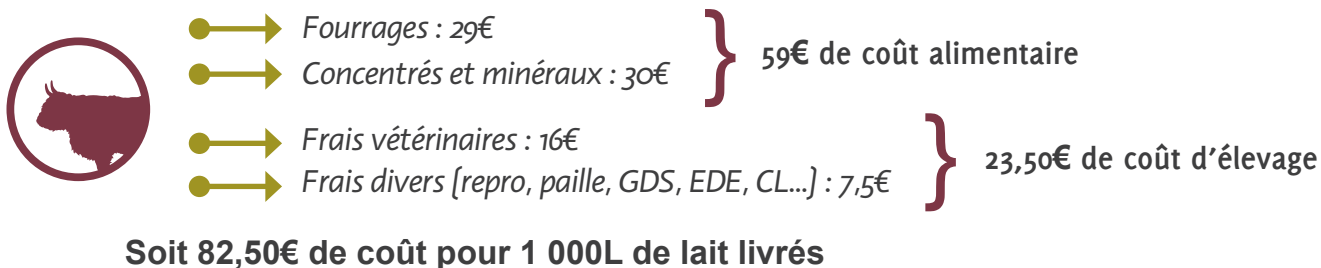 Fourrages : 29€
Concentrés et minéraux : 30€
59€ de coût alimentaire
Frais vétérinaires : 16€
Frais divers (repro, paille, GDS, EDE, CL...) : 7,5€
23,50€ de coût d'élevage
Soit 82,50€ de coût pour 1 000L de lait livrés